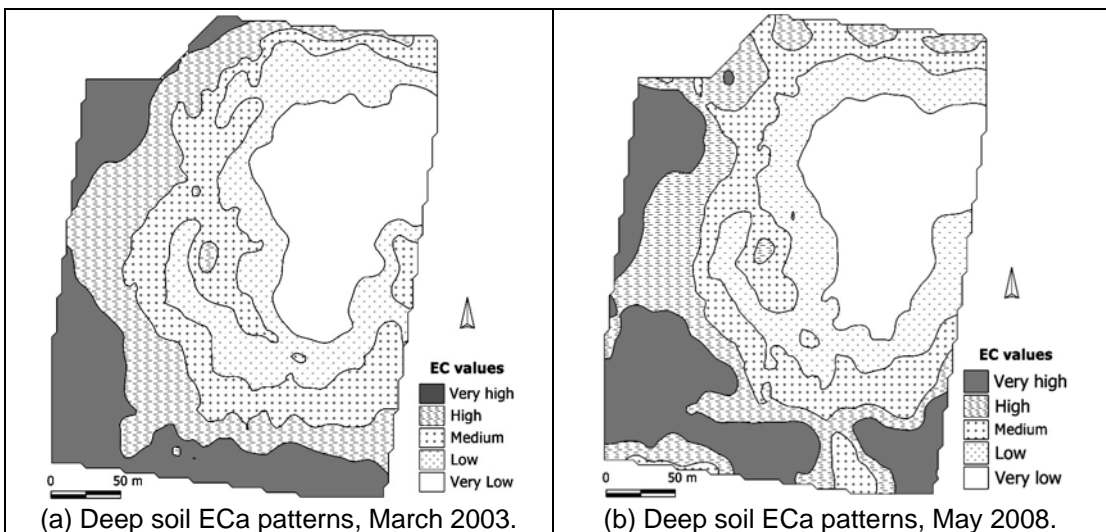 EC values
Very high
High
Medium
Low
Very Low
0 50 m
(a) Deep soil ECa patterns, March 2003.
EC values
Very high
High
Medium
Low
Very low
0 50 m
(b) Deep soil ECa patterns, May 2008.